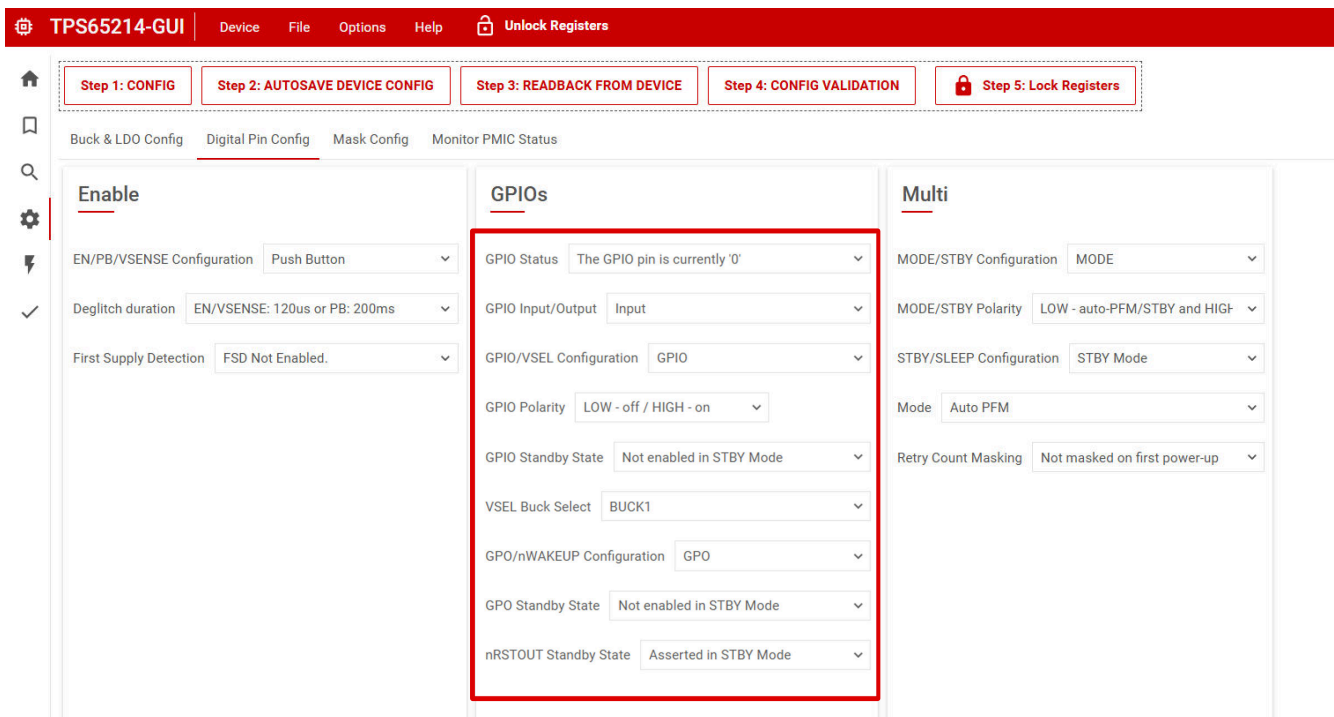 TPS65214-GUI Device File Options Help Unlock Registers
Step 1: CONFIG Step 2: AUTOSAVE DEVICE CONFIG Step 3: READBACK FROM DEVICE Step 4: CONFIG VALIDATION Step 5: Lock Registers
Buck & LDO Config Digital Pin Config Mask Config Monitor PMIC Status
Enable
EN/PB/VSENSE Configuration Push Button
Deglitch duration EN/VSENSE: 120us or PB: 200ms
First Supply Detection FSD Not Enabled.
GPIOs
GPIO Status The GPIO pin is currently '0'
GPIO Input/Output Input
GPIO/VSEL Configuration GPIO
GPIO Polarity LOW - off / HIGH - on
GPIO Standby State Not enabled in STBY Mode
VSEL Buck Select BUCK1
GPO/nWAKEUP Configuration GPO
GPO Standby State Not enabled in STBY Mode
nRSTOUT Standby State Asserted in STBY Mode
Multi
MODE/STBY Configuration MODE
MODE/STBY Polarity LOW - auto-PFM/STBY and HIGH
STBY/SLEEP Configuration STBY Mode
Mode Auto PFM
Retry Count Masking Not masked on first power-up